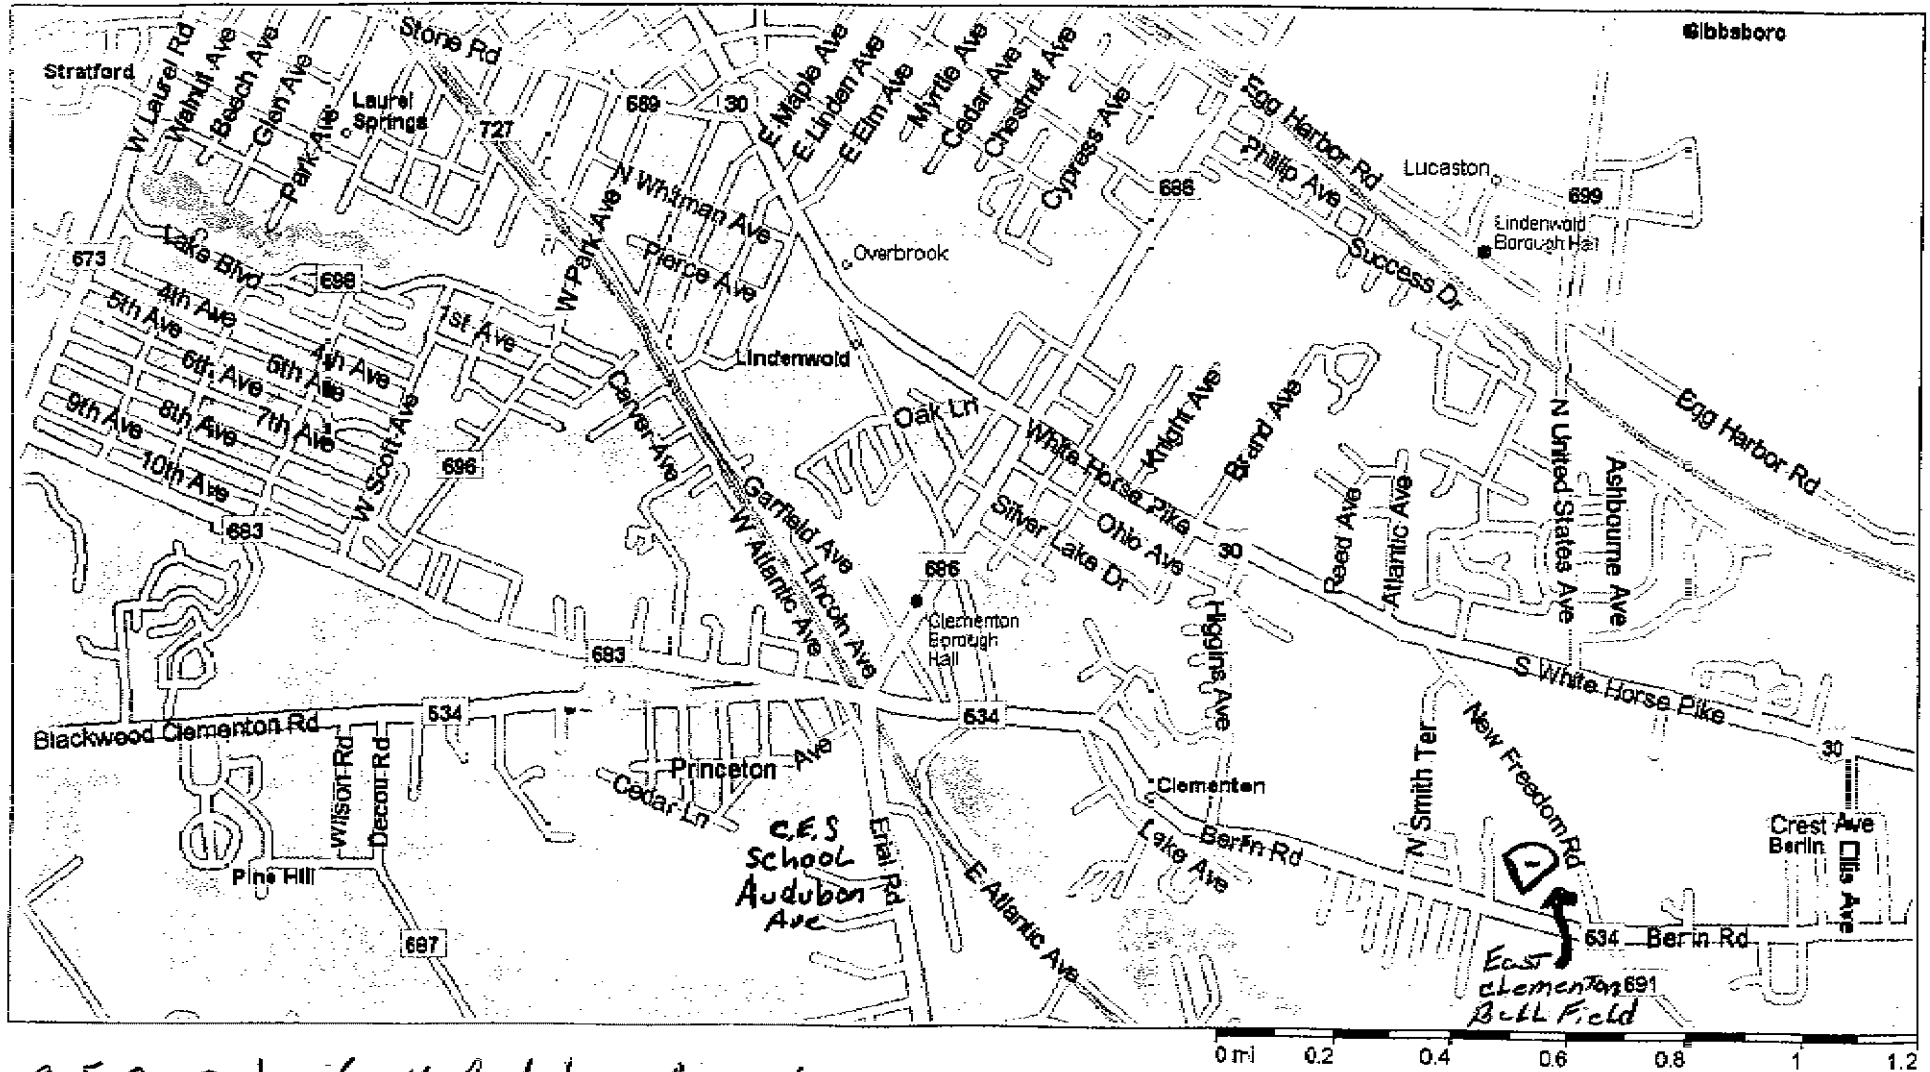 Gibbsboro
Stratford
W Laurel Rd
Walnut Ave
Beech Ave
Glen Ave
Park Ave
Laurel
Springs
Stone Rd
727
669
30
E Maple Ave
E Linden Ave
E Elm Ave
Myrtle Ave
Cedar Ave
Chestnut Ave
Cypress Ave
Egg Harbor Rd
Phillip Ave
Lucaston
699
686
Lindenwold
Borough Hall
Success Dr
N Whitman Ave
W Park Ave
Pierce Ave
Overbrook
673
Lake Blvd
698
4th Ave
5th Ave
1st Ave
4th Ave
5th Ave
6th Ave
7th Ave
8th Ave
9th Ave
10th Ave
W Scott Ave
696
Carver Ave
Lindenwold
Oak Ln
White Horse Pike
Knight Ave
Brand Ave
Egg Harbor Rd
N United States Ave
Ashbourne Ave
Reed Ave
Atlantic Ave
683
Garfield Ave
W Atlantic Ave
Lincoln Ave
Silver Lake Dr
Ohio Ave
30
686
Clementon
Borough
Hall
Higgins Ave
683
S White Horse Pike
30
534
534
Blackwood Clementon Rd
Wilson Rd
Decou Rd
Princeton Ave
Cedar Ln
Pine Hill
687
C.E.S
School
Audubon
Ave
Erial Rd
E Atlantic Ave
Clementon
Berlin Rd
Lake Ave
N Smith Ter
New Freedom Rd
Crest Ave
Berlin
Ellis Ave
534
Berlin Rd
691
East
Clementon
Ball Field
0 mi 0.2 0.4 0.6 0.8 1 1.2